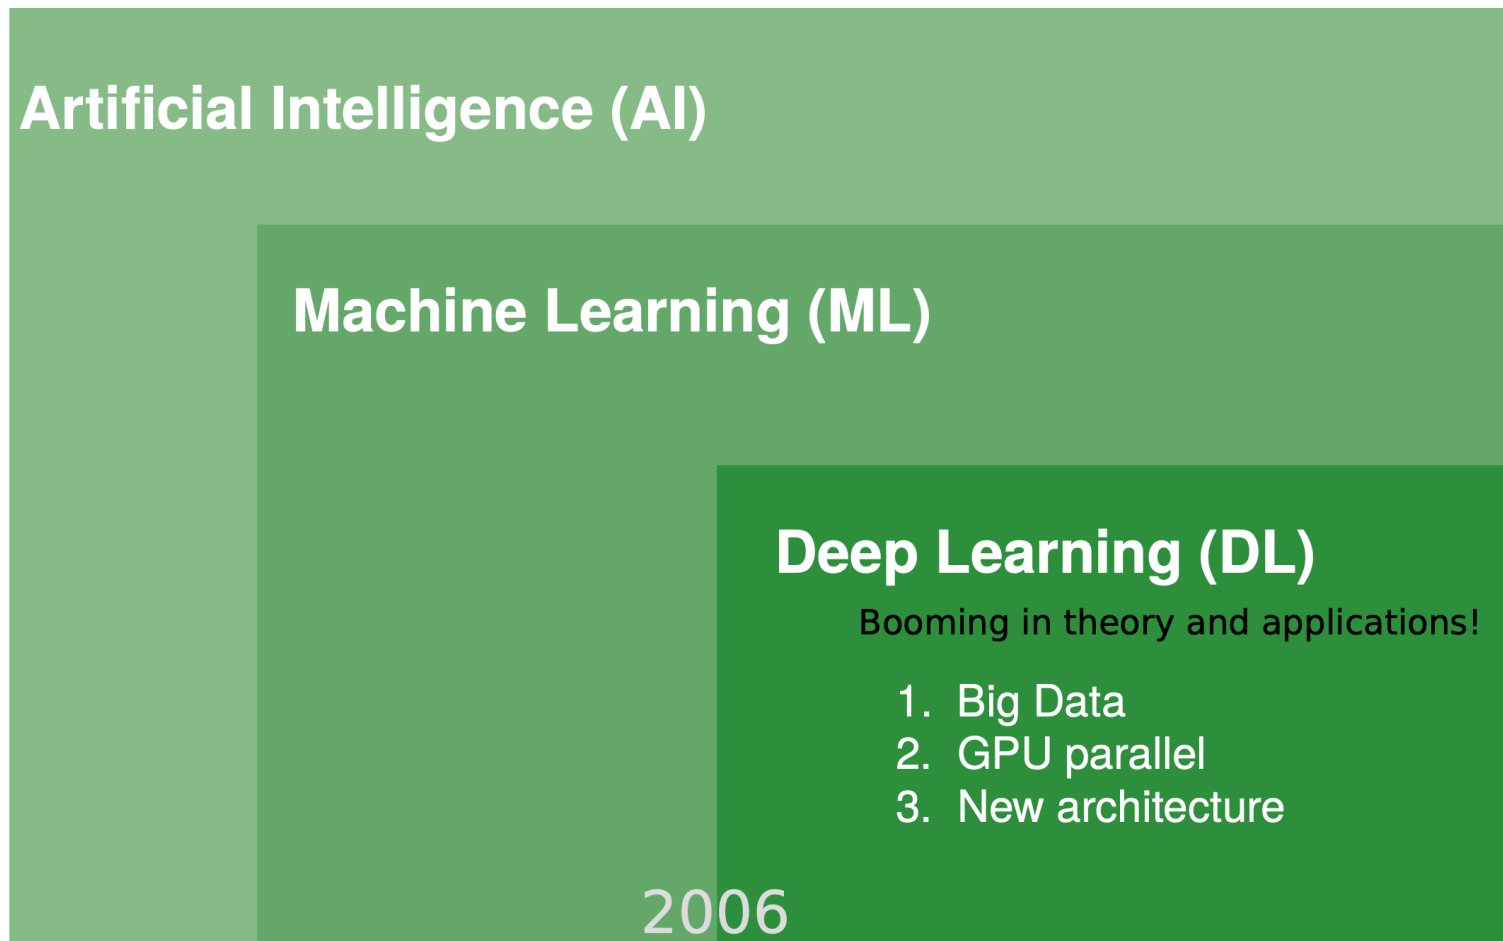 Artificial Intelligence (AI)
Machine Learning (ML)
Deep Learning (DL)
Booming in theory and applications!
1. Big Data
2. GPU parallel
3. New architecture
2006